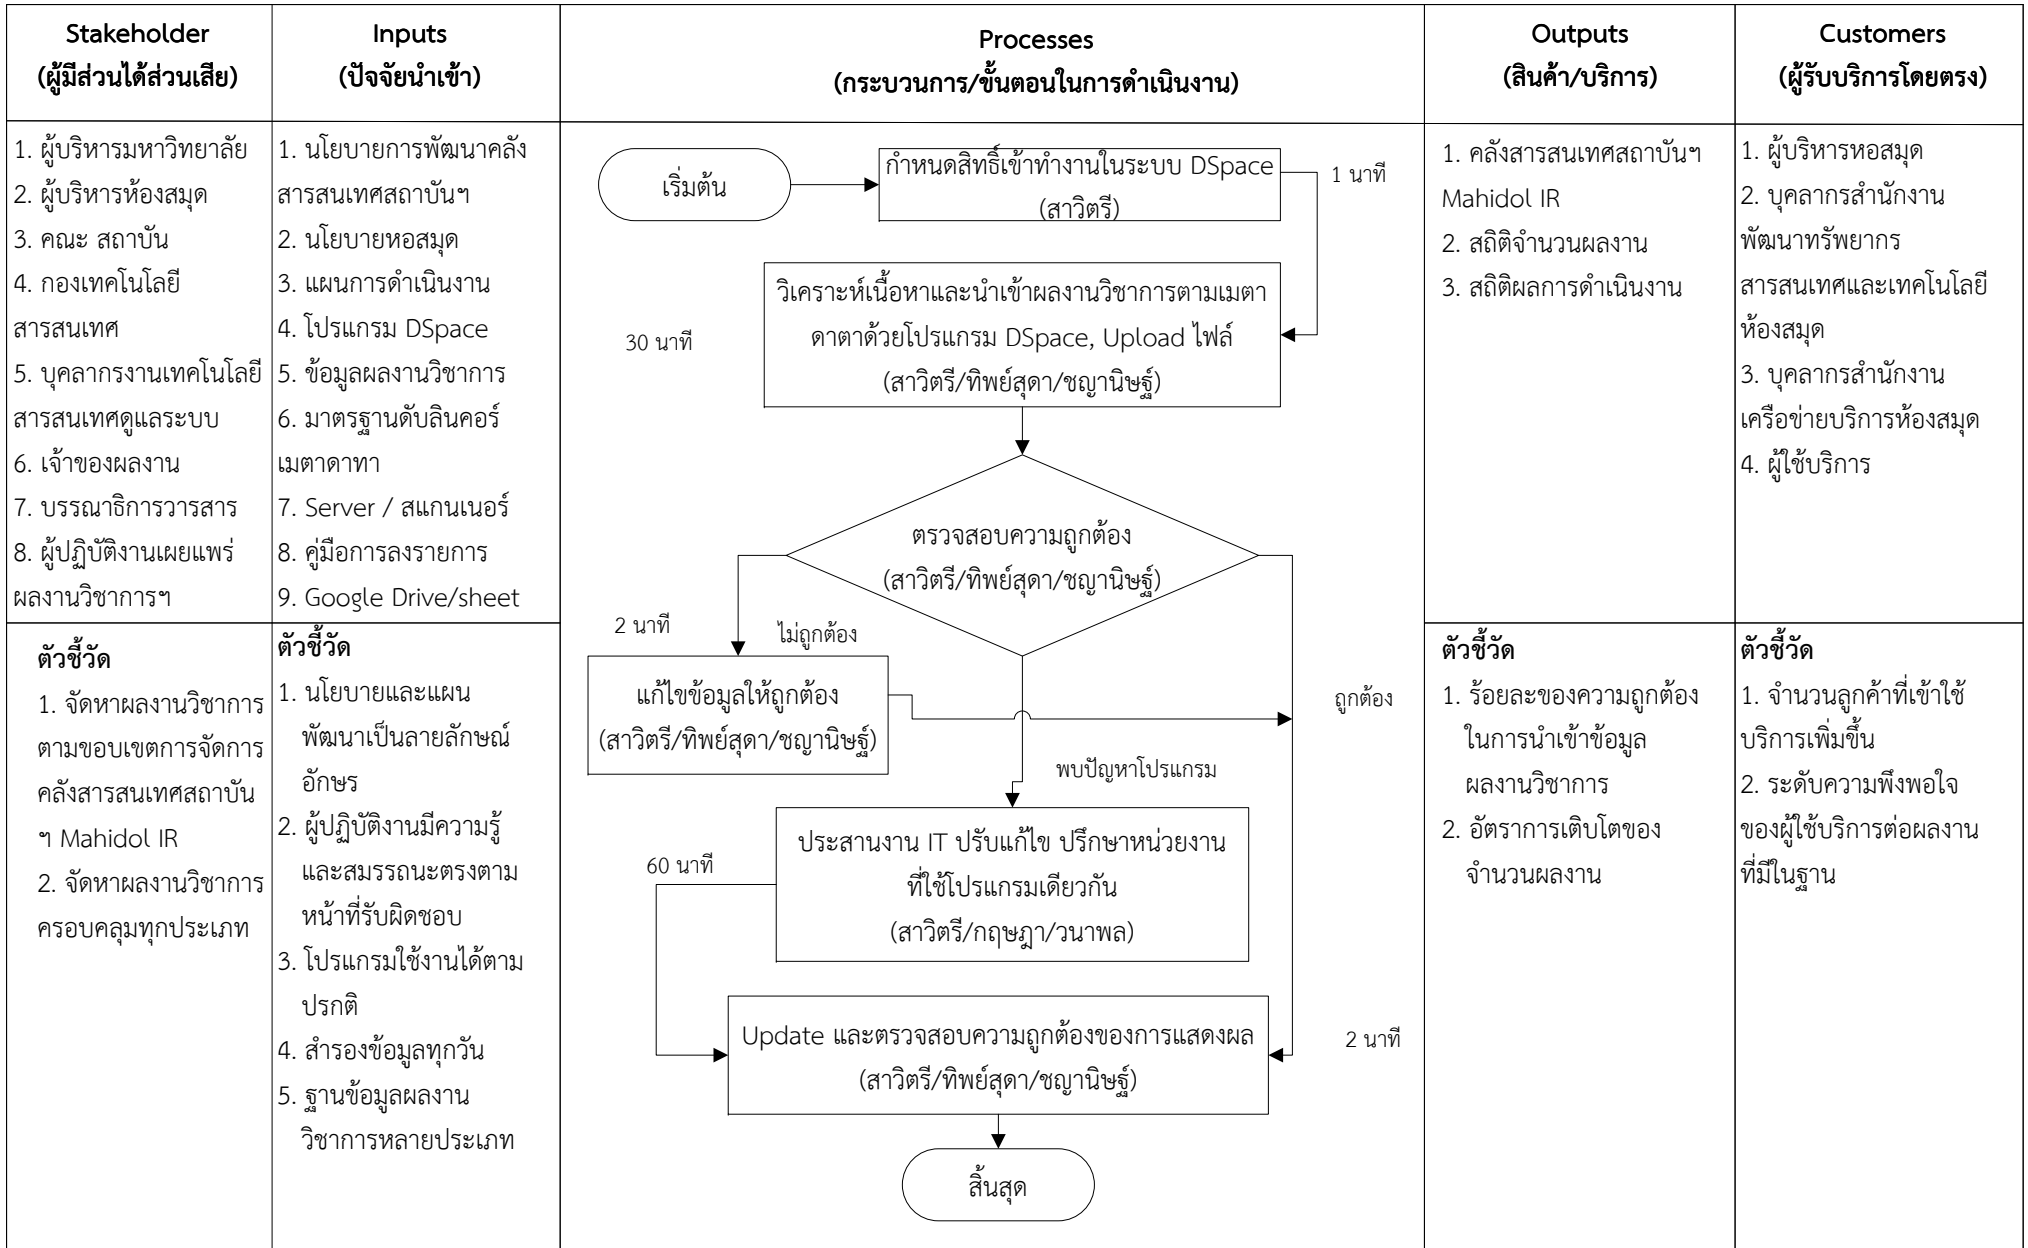 Stakeholder
(ผู้มีส่วนได้ส่วนเสีย)
Inputs
(ปัจจัยนำเข้า)
Processes
(กระบวนการ/ขั้นตอนในการดำเนินงาน)
Outputs
(สินค้า/บริการ)
Customers
(ผู้รับบริการโดยตรง)
1. ผู้บริหารมหาวิทยาลัย
2. ผู้บริหารห้องสมุด
3. คณะ สถาบัน
4. กองเทคโนโลยี
สารสนเทศ
5. บุคลากรงานเทคโนโลยี
สารสนเทศดูแลระบบ
6. เจ้าของผลงาน
7. บรรณาธิการวารสาร
8. ผู้ปฏิบัติงานเผยแพร่
ผลงานวิชาการฯ
1. นโยบายการพัฒนาคลัง
สารสนเทศสถาบันฯ
2. นโยบายหอสมุด
3. แผนการดำเนินงาน
4. โปรแกรม DSpace
5. ข้อมูลผลงานวิชาการ
6. มาตรฐานดับลินคอร์
เมตาดาทา
7. Server / สแกนเนอร์
8. คู่มือการลงรายการ
9. Google Drive/sheet
เริ่มต้น
กำหนดสิทธิ์เข้าทำงานในระบบ DSpace
(สาวิตรี)
1 นาที
วิเคราะห์เนื้อหาและนำเข้าผลงานวิชาการตามเมตา
ดาตาด้วยโปรแกรม DSpace, Upload ไฟล์
(สาวิตรี/ทิพย์สุดา/ชญานิษฐ์)
30 นาที
ตรวจสอบความถูกต้อง
(สาวิตรี/ทิพย์สุดา/ชญานิษฐ์)
2 นาที
ไม่ถูกต้อง
แก้ไขข้อมูลให้ถูกต้อง
(สาวิตรี/ทิพย์สุดา/ชญานิษฐ์)
ถูกต้อง
พบปัญหาโปรแกรม
ประสานงาน IT ปรับแก้ไข ปรึกษาหน่วยงาน
ที่ใช้โปรแกรมเดียวกัน
(สาวิตรี/กฤษฎา/วนาพล)
60 นาที
Update และตรวจสอบความถูกต้องของการแสดงผล
(สาวิตรี/ทิพย์สุดา/ชญานิษฐ์)
2 นาที
สิ้นสุด
1. คลังสารสนเทศสถาบันฯ
Mahidol IR
2. สถิติจำนวนผลงาน
3. สถิติผลการดำเนินงาน
1. ผู้บริหารหอสมุด
2. บุคลากรสำนักงาน
พัฒนาทรัพยากร
สารสนเทศและเทคโนโลยี
ห้องสมุด
3. บุคลากรสำนักงาน
เครือข่ายบริการห้องสมุด
4. ผู้ใช้บริการ
ตัวชี้วัด
1. จัดหาผลงานวิชาการ
ตามขอบเขตการจัดการ
คลังสารสนเทศสถาบัน
ฯ Mahidol IR
2. จัดหาผลงานวิชาการ
ครอบคลุมทุกประเภท
ตัวชี้วัด
1. นโยบายและแผน
พัฒนาเป็นลายลักษณ์
อักษร
2. ผู้ปฏิบัติงานมีความรู้
และสมรรถนะตรงตาม
หน้าที่รับผิดชอบ
3. โปรแกรมใช้งานได้ตาม
ปรกติ
4. สำรองข้อมูลทุกวัน
5. ฐานข้อมูลผลงาน
วิชาการหลายประเภท
ตัวชี้วัด
1. ร้อยละของความถูกต้อง
ในการนำเข้าข้อมูล
ผลงานวิชาการ
2. อัตราการเติบโตของ
จำนวนผลงาน
ตัวชี้วัด
1. จำนวนลูกค้าที่เข้าใช้
บริการเพิ่มขึ้น
2. ระดับความพึงพอใจ
ของผู้ใช้บริการต่อผลงาน
ที่มีในฐาน